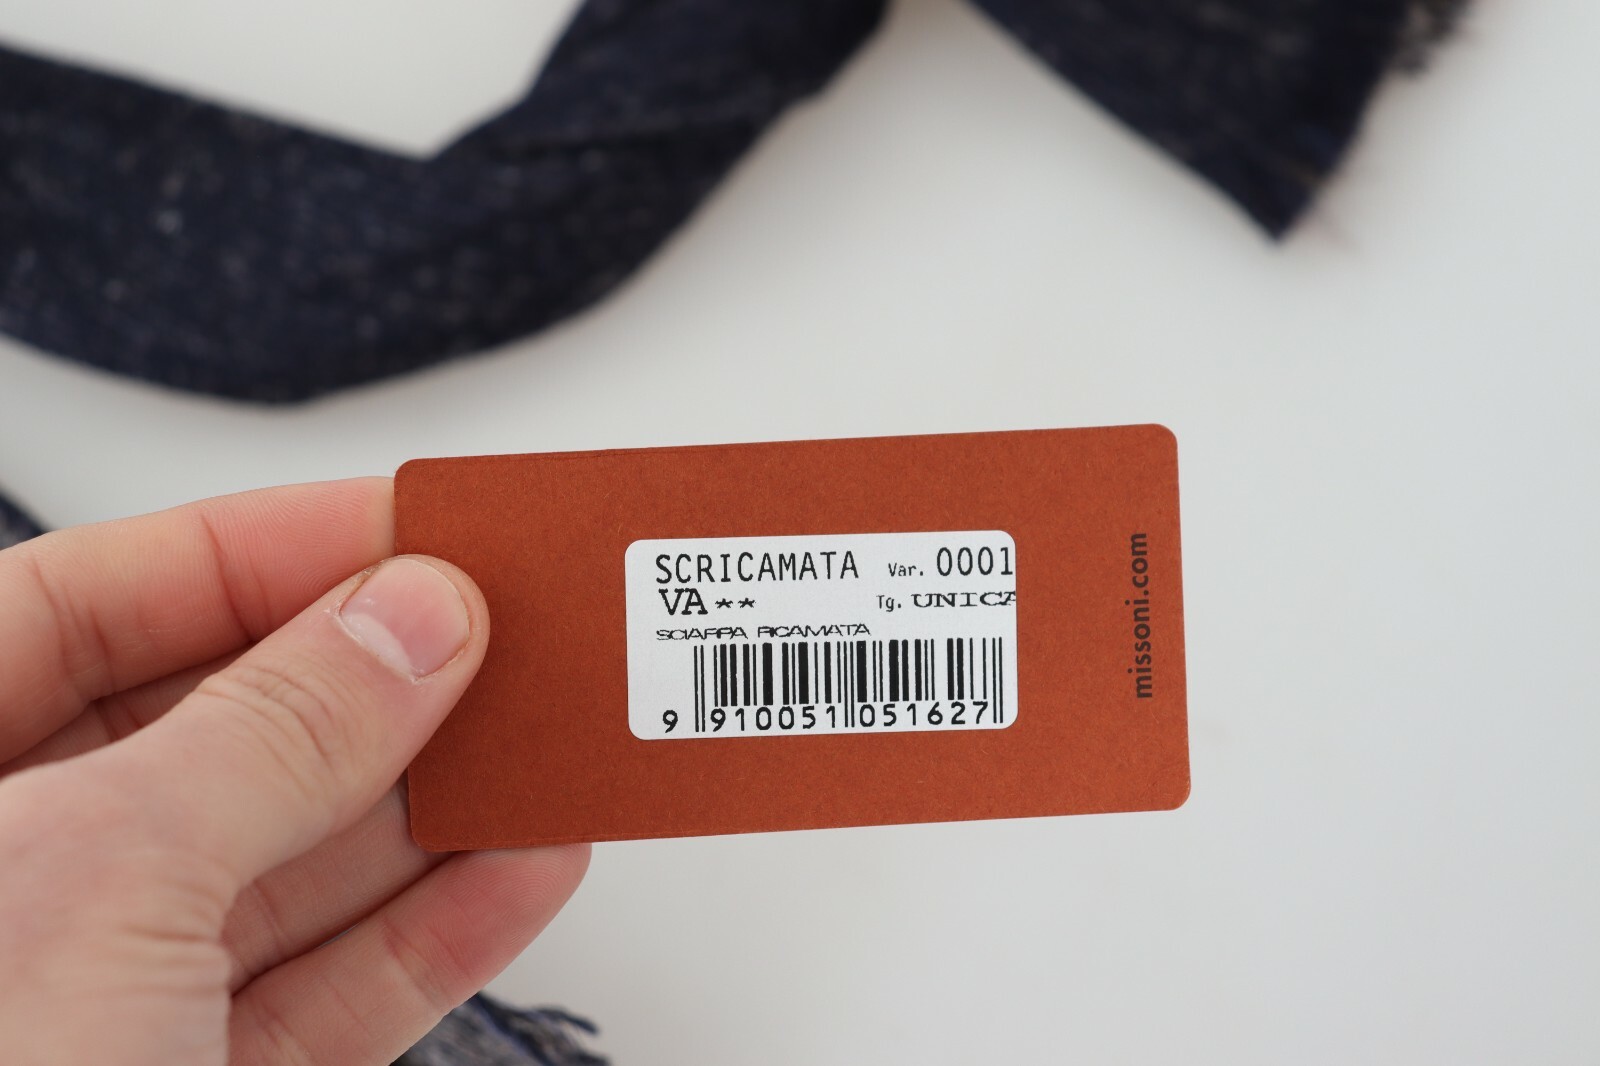 SCRICAMATA Var. 0001
VA** Tg. UNICA
SCIARPA RICAMATA
9 910051 051627
missoni.com